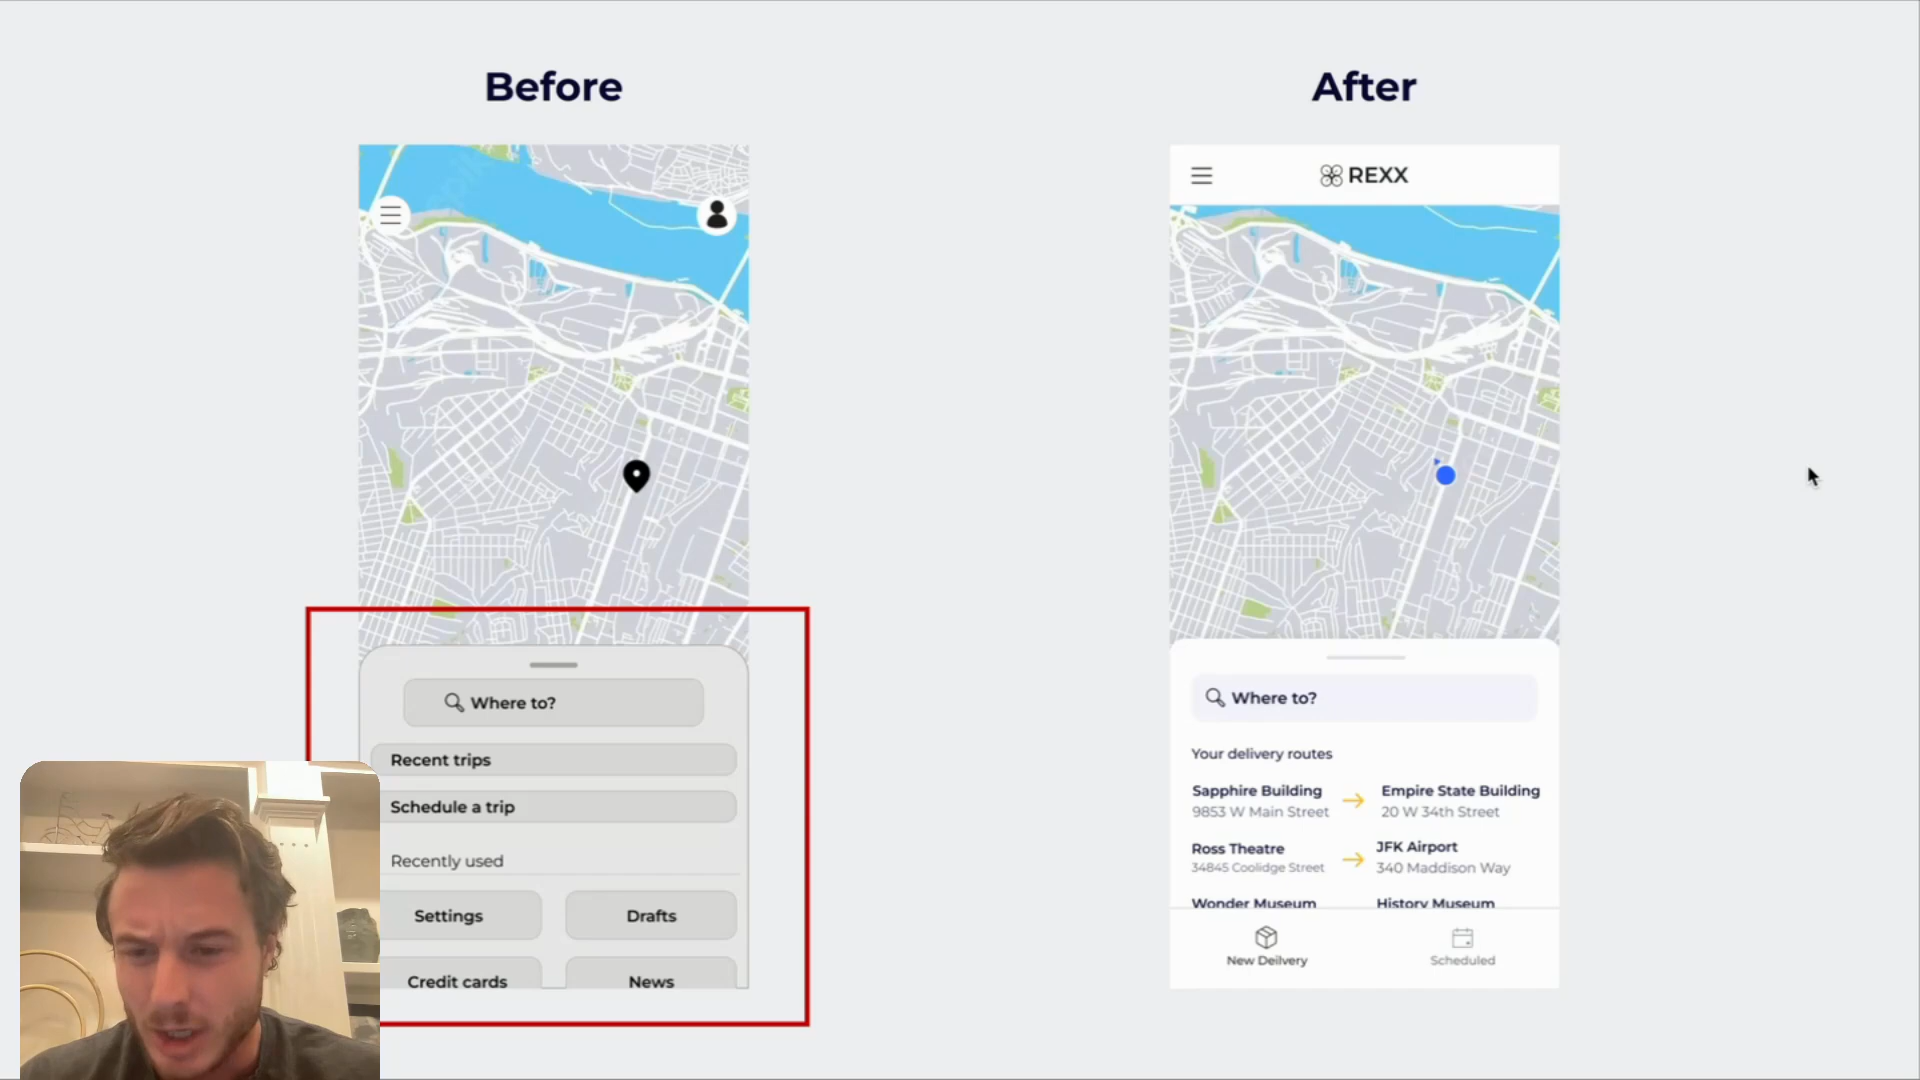 Before
After
REXX
Where to?
Recent trips
Schedule a trip
Recently used
Settings
Drafts
Credit cards
News
Where to?
Your delivery routes
Sapphire Building
Empire State Building
9853 W Main Street
20 W 34th Street
Ross Theatre
JFK Airport
34845 Coolidge Street
340 Maddison Way
Wonder Museum
History Museum
New Deilvery
Scheduled